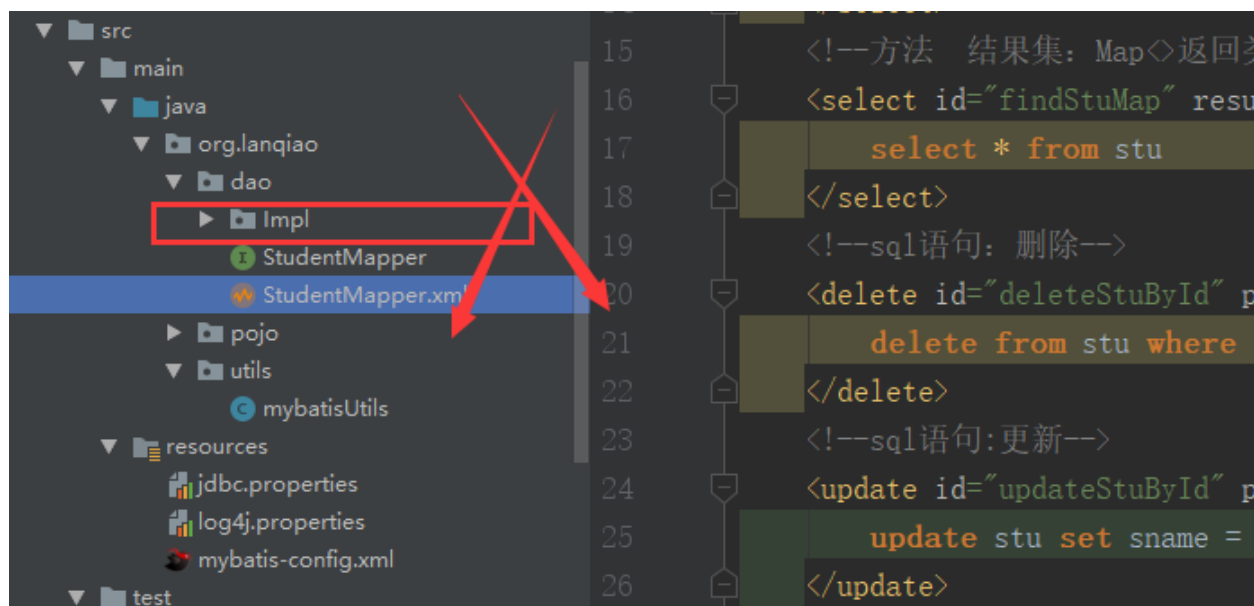 src
main
java
org.lanqiao
dao
Impl
StudentMapper
StudentMapper.xml
pojo
utils
mybatisUtils
resources
jdbc.properties
log4j.properties
mybatis-config.xml
test
15 <!--方法 结果集：Map<>返回
16 <select id="findStuMap" resu
17 select * from stu
18 </select>
19 <!--sql语句：删除-->
20 <delete id="deleteStuById" p
21 delete from stu where
22 </delete>
23 <!--sql语句:更新-->
24 <update id="updateStuById" p
25 update stu set sname =
26 </update>